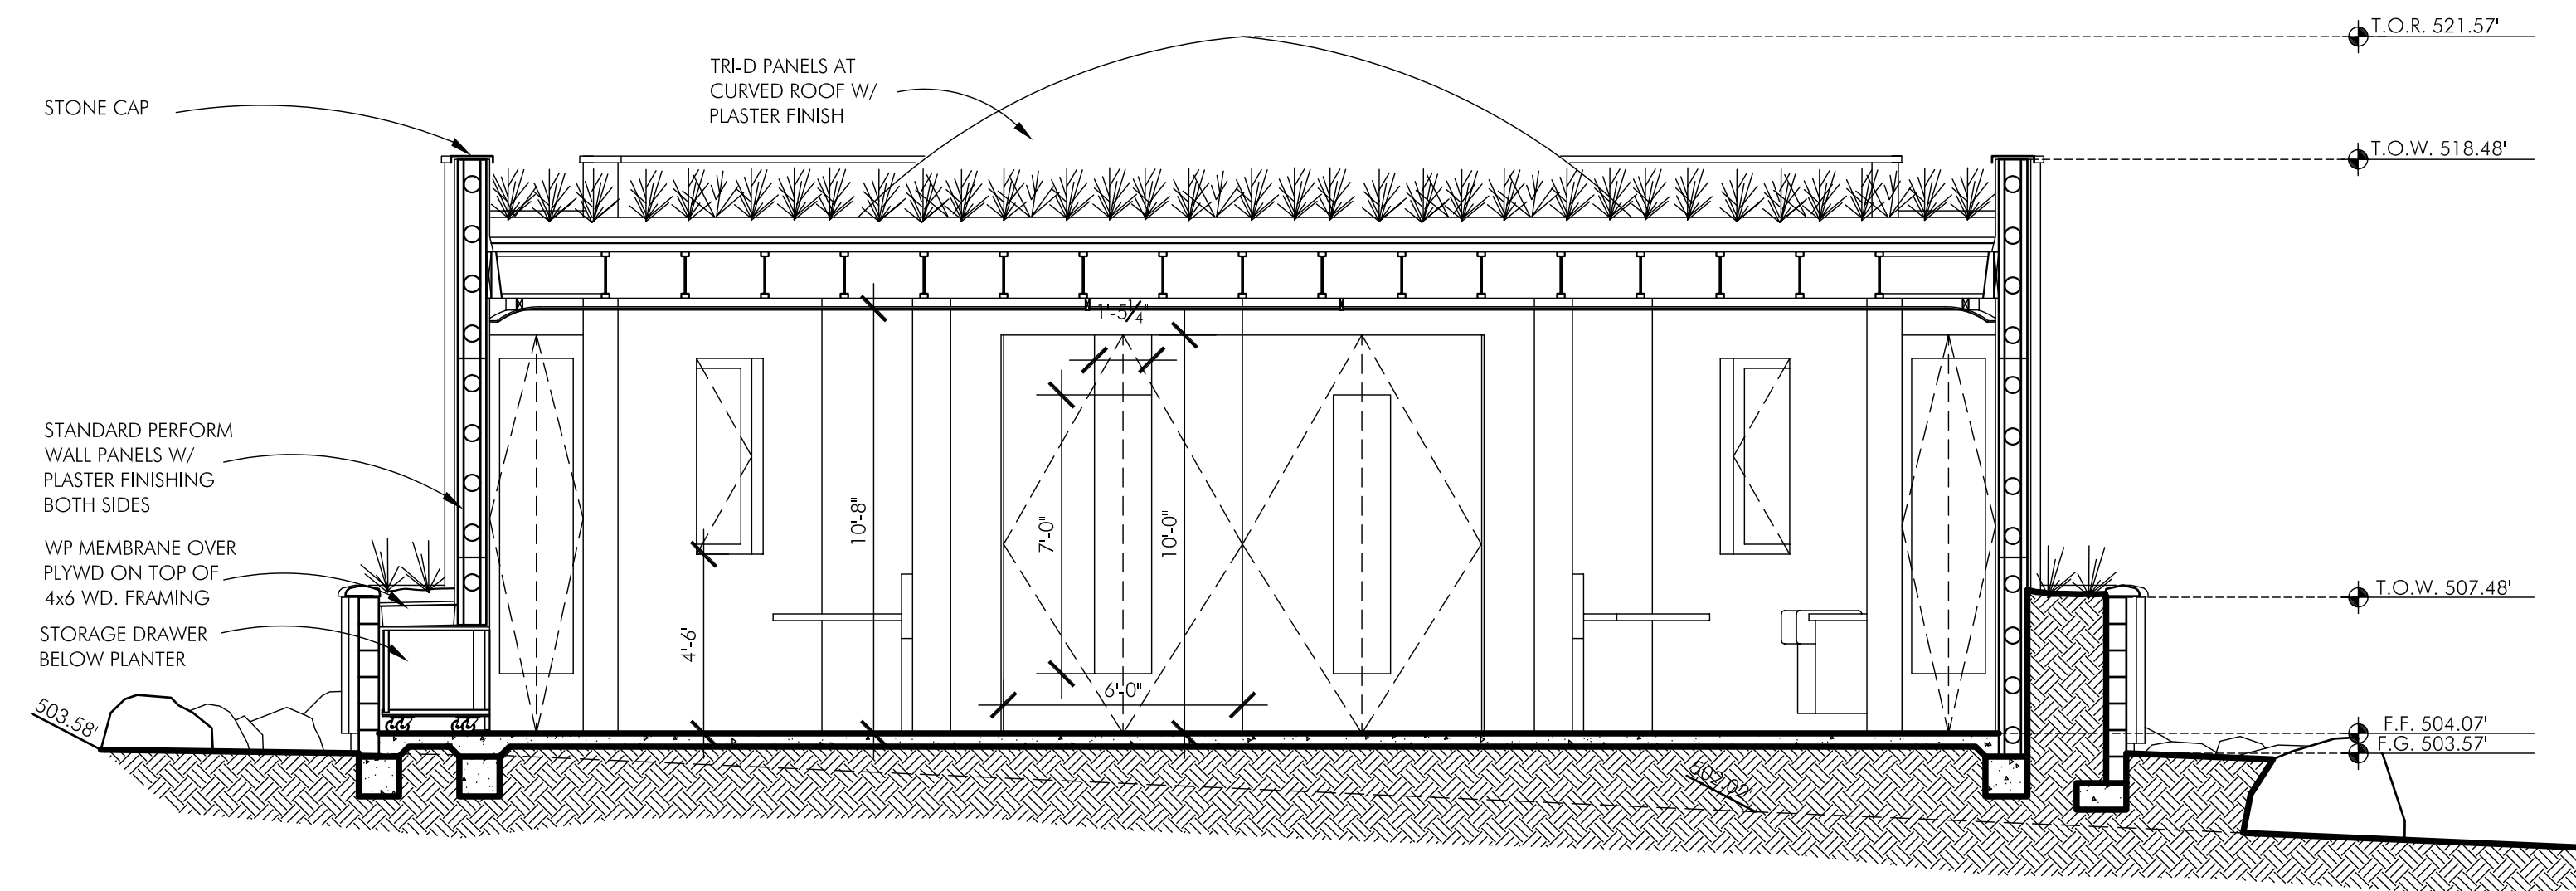 T.O.R. 521.57'
TRI-D PANELS AT
CURVED ROOF W/
PLASTER FINISH
STONE CAP
T.O.W. 518.48'
1'-5¼"
STANDARD PERFORM
WALL PANELS W/
PLASTER FINISHING
BOTH SIDES
10'-8"
7'-0"
10'-0"
WP MEMBRANE OVER
PLYWD ON TOP OF
4x6 WD. FRAMING
T.O.W. 507.48'
STORAGE DRAWER
BELOW PLANTER
4'-6"
6'-0"
503.58'
F.F. 504.07'
F.G. 503.57'
502.02'